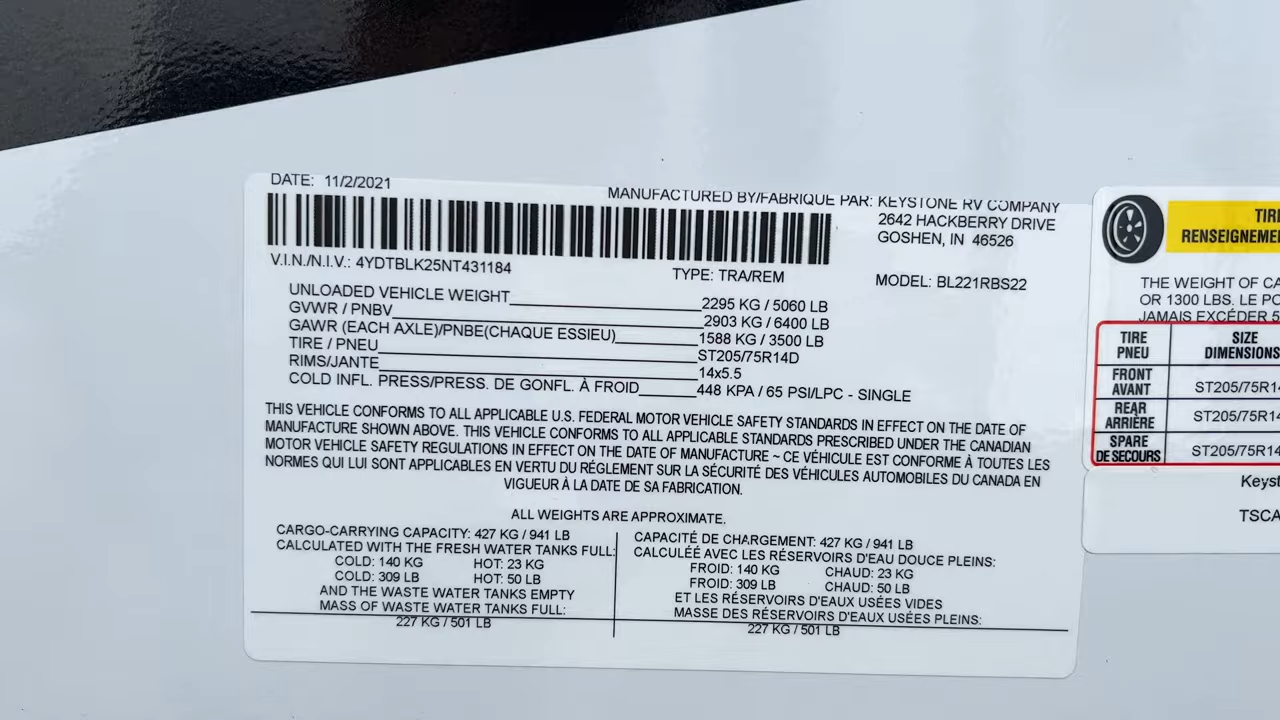 DATE: 11/2/2021
MANUFACTURED BY/FABRIQUE PAR: KEYSTONE RV COMPANY
2642 HACKBERRY DRIVE
GOSHEN, IN 46526
V.I.N./N.I.V.: 4YDTBLK25NT431184
TYPE: TRA/REM
MODEL: BL221RBS22
UNLOADED VEHICLE WEIGHT 2295 KG / 5060 LB
GVWR / PNBV 2903 KG / 6400 LB
GAWR (EACH AXLE)/PNBE(CHAQUE ESSIEU) 1588 KG / 3500 LB
TIRE / PNEU ST205/75R14D
RIMS/JANTE 14x5.5
COLD INFL. PRESS/PRESS. DE GONFL. À FROID 448 KPA / 65 PSI/LPC - SINGLE
THIS VEHICLE CONFORMS TO ALL APPLICABLE U.S. FEDERAL MOTOR VEHICLE SAFETY STANDARDS IN EFFECT ON THE DATE OF
MANUFACTURE SHOWN ABOVE. THIS VEHICLE CONFORMS TO ALL APPLICABLE STANDARDS PRESCRIBED UNDER THE CANADIAN
MOTOR VEHICLE SAFETY REGULATIONS IN EFFECT ON THE DATE OF MANUFACTURE ~ CE VÉHICULE EST CONFORME À TOUTES LES
NORMES QUI LUI SONT APPLICABLES EN VERTU DU RÉGLEMENT SUR LA SÉCURITÉ DES VÉHICULES AUTOMOBILES DU CANADA EN
VIGUEUR À LA DATE DE SA FABRICATION.
ALL WEIGHTS ARE APPROXIMATE.
CARGO-CARRYING CAPACITY: 427 KG / 941 LB
CALCULATED WITH THE FRESH WATER TANKS FULL:
COLD: 140 KG HOT: 23 KG
COLD: 309 LB HOT: 50 LB
AND THE WASTE WATER TANKS EMPTY
MASS OF WASTE WATER TANKS FULL:
227 KG / 501 LB
CAPACITÉ DE CHARGEMENT: 427 KG / 941 LB
CALCULÉE AVEC LES RÉSERVOIRS D'EAU DOUCE PLEINS:
FROID: 140 KG CHAUD: 23 KG
FROID: 309 LB CHAUD: 50 LB
ET LES RÉSERVOIRS D'EAUX USÉES VIDES
MASSE DES RÉSERVOIRS D'EAUX USÉES PLEINS:
227 KG / 501 LB
RENSEIGNEME
THE WEIGHT OF CA
OR 1300 LBS. LE PO
JAMAIS EXCÉDER 5
TIRE SIZE
PNEU DIMENSIONS
FRONT
AVANT ST205/75R14
REAR
ARRIÈRE ST205/75R14
SPARE
DE SECOURS ST205/75R14
Keyst
TSCA